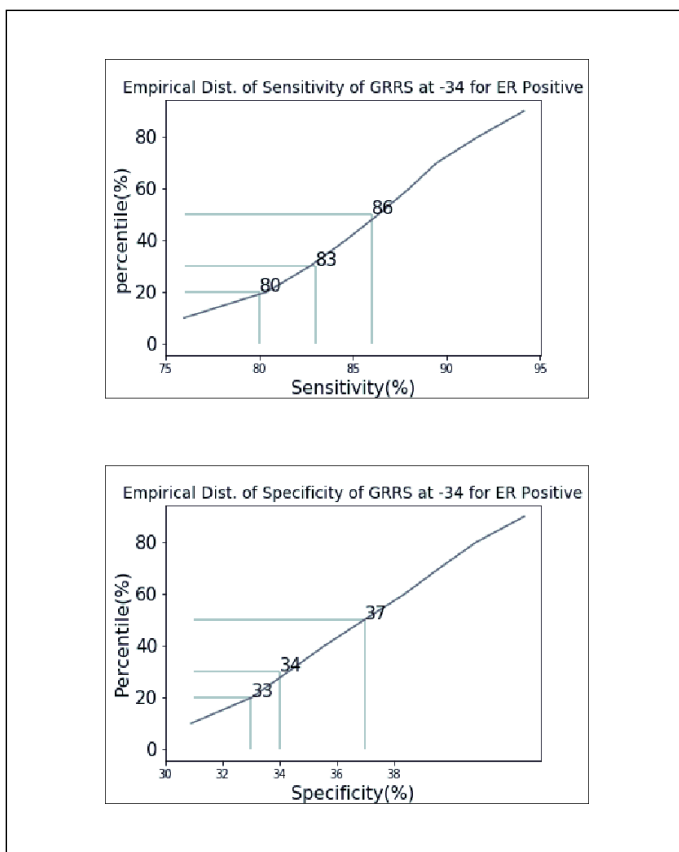 Empirical Dist. of Sensitivity of GRRS at -34 for ER Positive
percentile(%)
80
60
40
20
0
86
83
80
75 80 85 90 95
Sensitivity(%)
Empirical Dist. of Specificity of GRRS at -34 for ER Positive
Percentile(%)
80
60
40
20
0
37
34
33
30 32 34 36 38
Specificity(%)